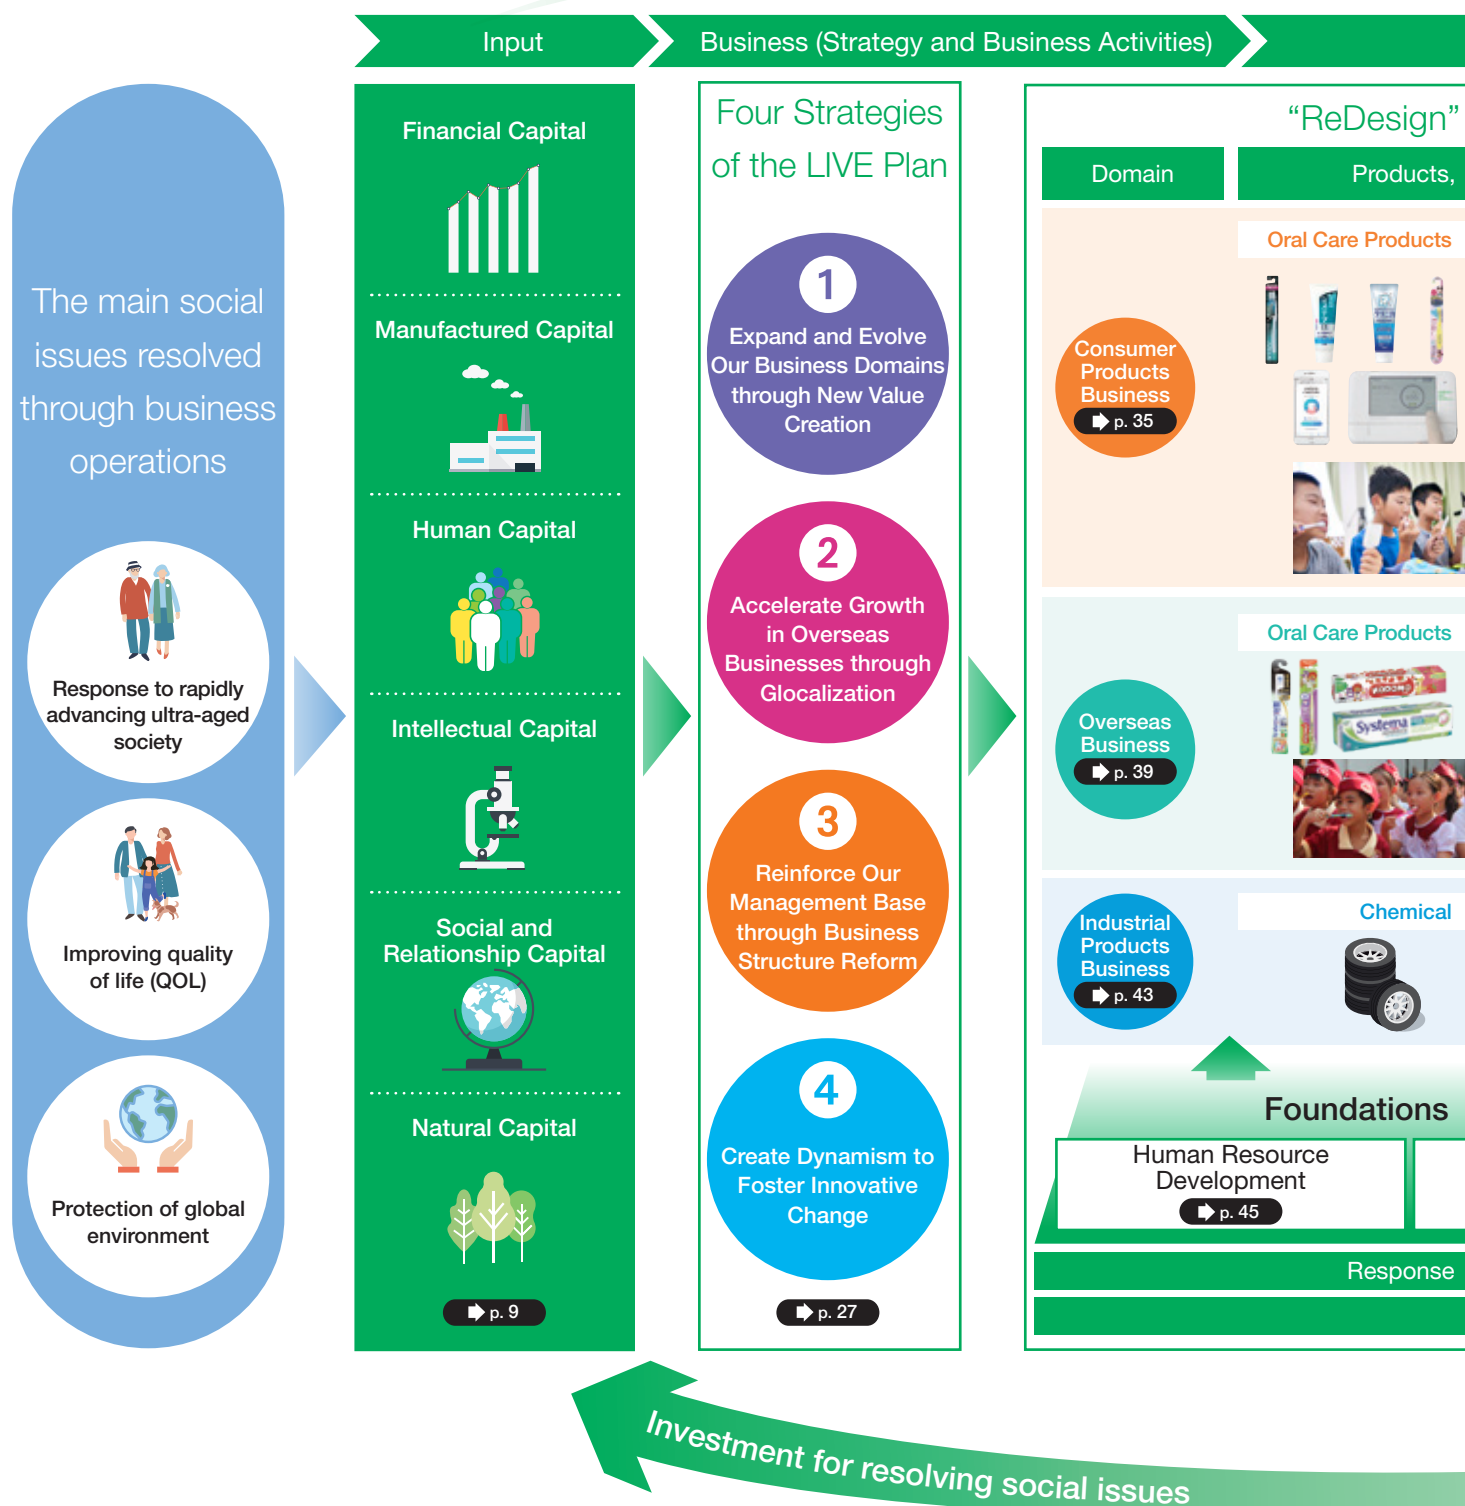 Input
Business (Strategy and Business Activities)
The main social
issues resolved
through business
operations
Response to rapidly
advancing ultra-aged
society
Improving quality
of life (QOL)
Protection of global
environment
Financial Capital
Manufactured Capital
Human Capital
Intellectual Capital
Social and
Relationship Capital
Natural Capital
p. 9
Four Strategies
of the LIVE Plan
1
Expand and Evolve
Our Business Domains
through New Value
Creation
2
Accelerate Growth
in Overseas
Businesses through
Glocalization
3
Reinforce Our
Management Base
through Business
Structure Reform
4
Create Dynamism to
Foster Innovative
Change
p. 27
“ReDesign”
Domain
Products,
Consumer
Products
Business
p. 35
Oral Care Products
Overseas
Business
p. 39
Oral Care Products
Systema
Industrial
Products
Business
p. 43
Chemical
Foundations
Human Resource
Development
p. 45
Response
Investment for resolving social issues